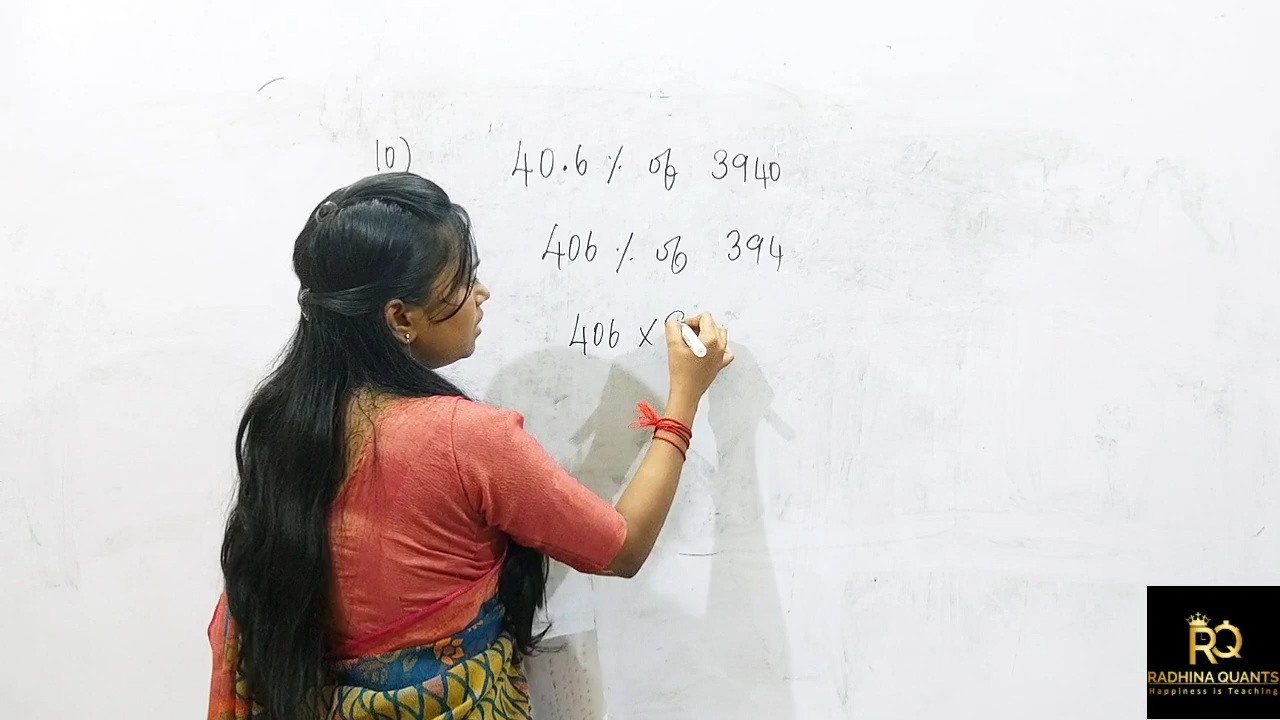 10) 40.6 % of 3940
406 % of 394
406 ×
RQ
RADHINA QUANTS
Happiness is Teaching